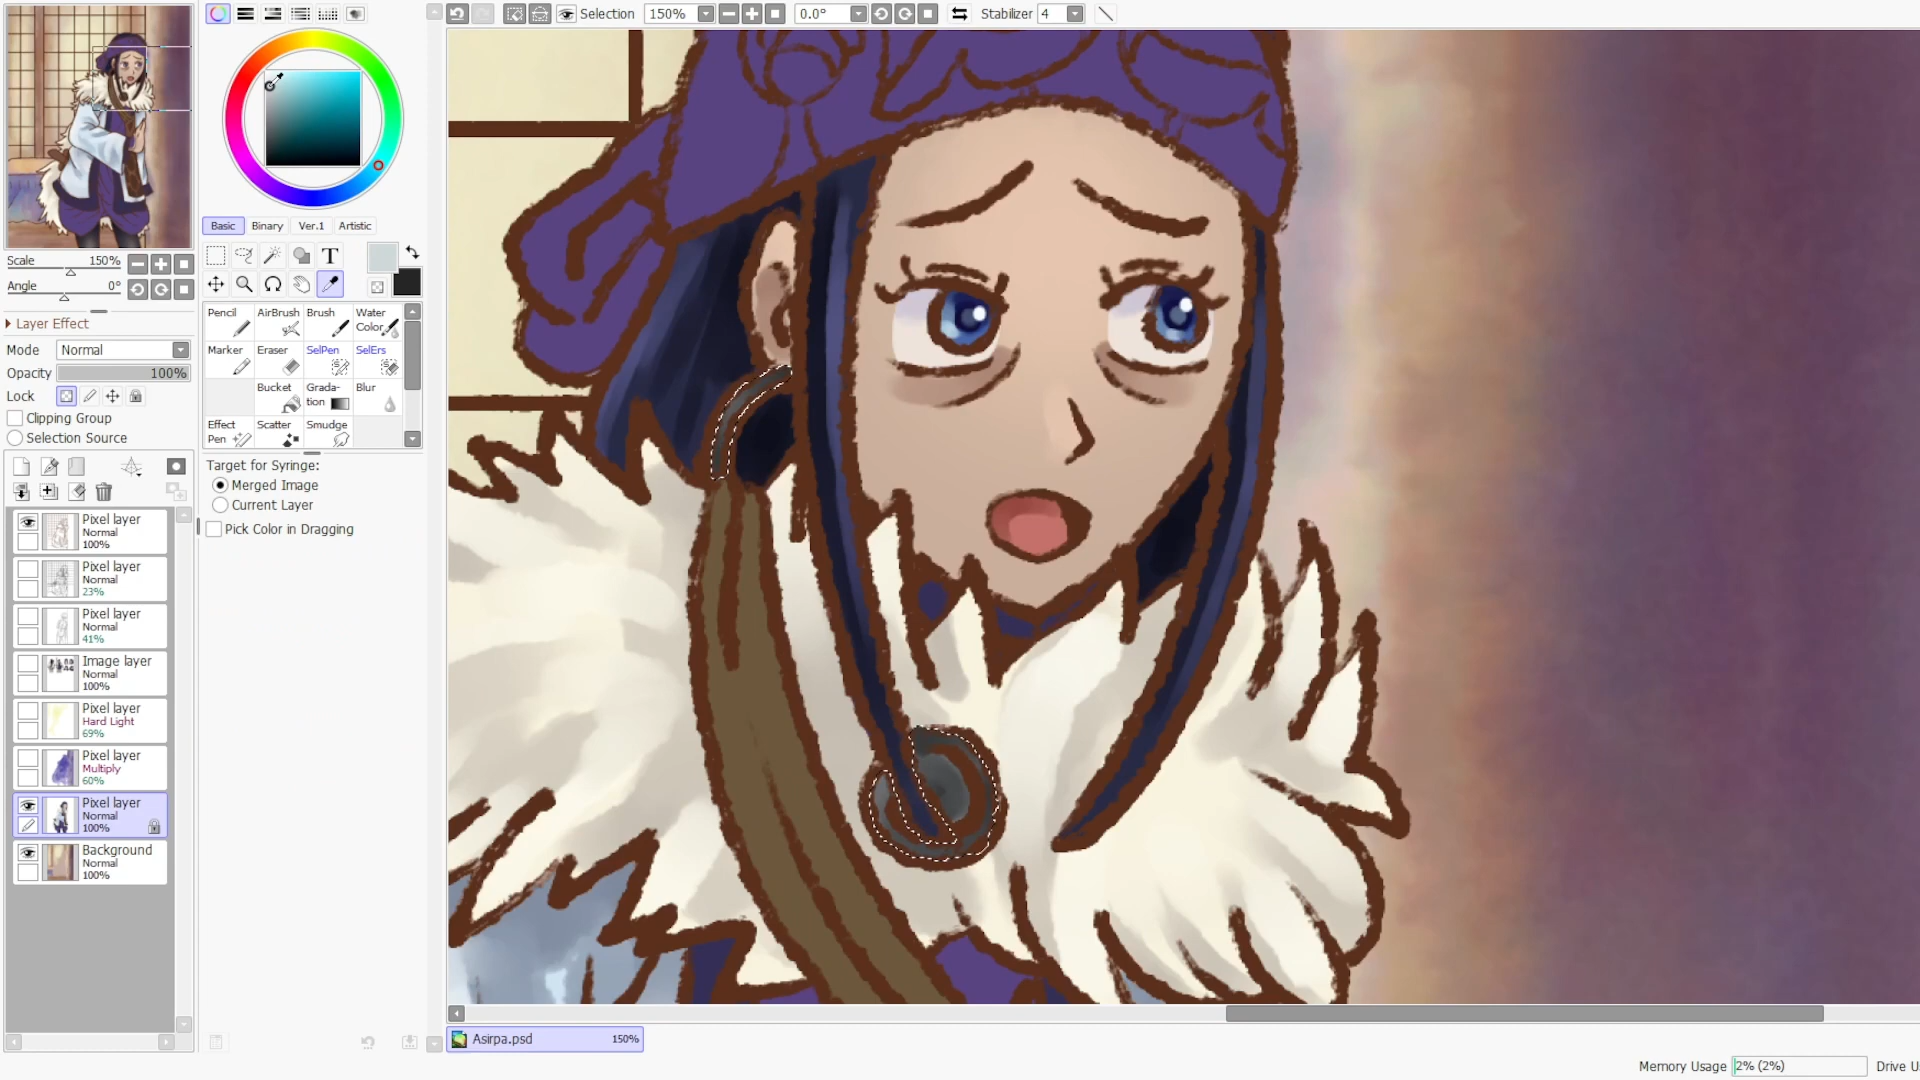 Selection
150%
0.0°
Stabilizer 4
Basic
Binary
Ver.1
Artistic
Scale 150%
Angle 0°
Layer Effect
Mode Normal
Opacity 100%
Lock
Clipping Group
Selection Source
T
Pencil
AirBrush
Brush
Water
Color
Marker
Eraser
SelPen
SelErs
Bucket
Grada-
tion
Blur
Effect
Pen
Scatter
Smudge
Target for Syringe:
Merged Image
Current Layer
Pick Color in Dragging
Pixel layer
Normal
100%
Pixel layer
Normal
23%
Pixel layer
Normal
41%
Image layer
Normal
100%
Pixel layer
Hard Light
69%
Pixel layer
Multiply
60%
Pixel layer
Normal
100%
Background
Normal
100%
Asirpa.psd 150%
Memory Usage 2% (2%) Drive U